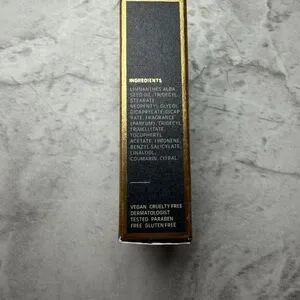 INGREDIENTS
LIMNANTHES ALBA
SEED OIL, TRIDECYL
STEARATE,
NEOPENTYL GLYCOL
DICAPRYLATE/DICAP
RATE, FRAGRANCE
(PARFUM), TRIDECYL
TRIMELLITATE,
TOCOPHERYL
ACETATE, LIMONENE,
BENZYL SALICYLATE,
LINALOOL,
COUMARIN, CITRAL
VEGAN CRUELTY FREE
DERMATOLOGIST
TESTED PARABEN
FREE GLUTEN FREE